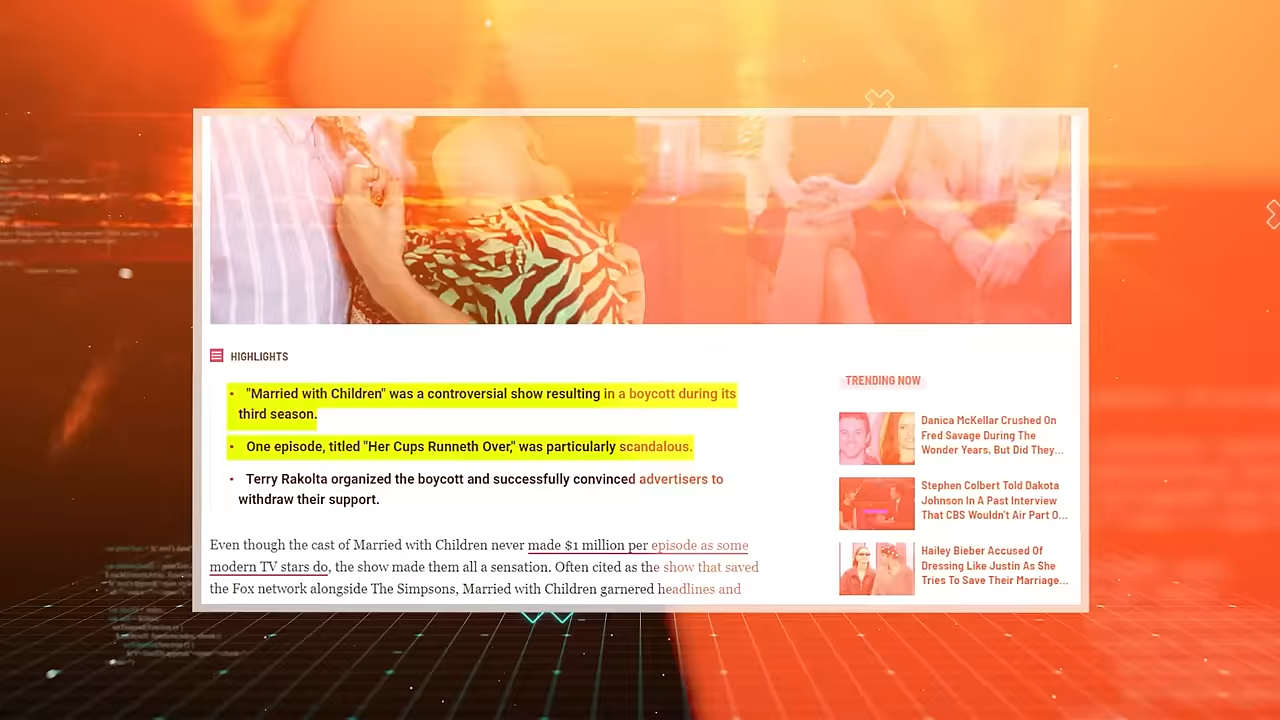 HIGHLIGHTS
• "Married with Children" was a controversial show resulting in a boycott during its
third season.
• One episode, titled "Her Cups Runneth Over," was particularly scandalous.
• Terry Rakolta organized the boycott and successfully convinced advertisers to
withdraw their support.
Even though the cast of Married with Children never made $1 million per episode as some
modern TV stars do, the show made them all a sensation. Often cited as the show that saved
the Fox network alongside The Simpsons, Married with Children garnered headlines and
TRENDING NOW
Danica McKellar Crushed On
Fred Savage During The
Wonder Years, But Did They...
Stephen Colbert Told Dakota
Johnson In A Past Interview
That CBS Wouldn't Air Part O...
Hailey Bieber Accused Of
Dressing Like Justin As She
Tries To Save Their Marriage...